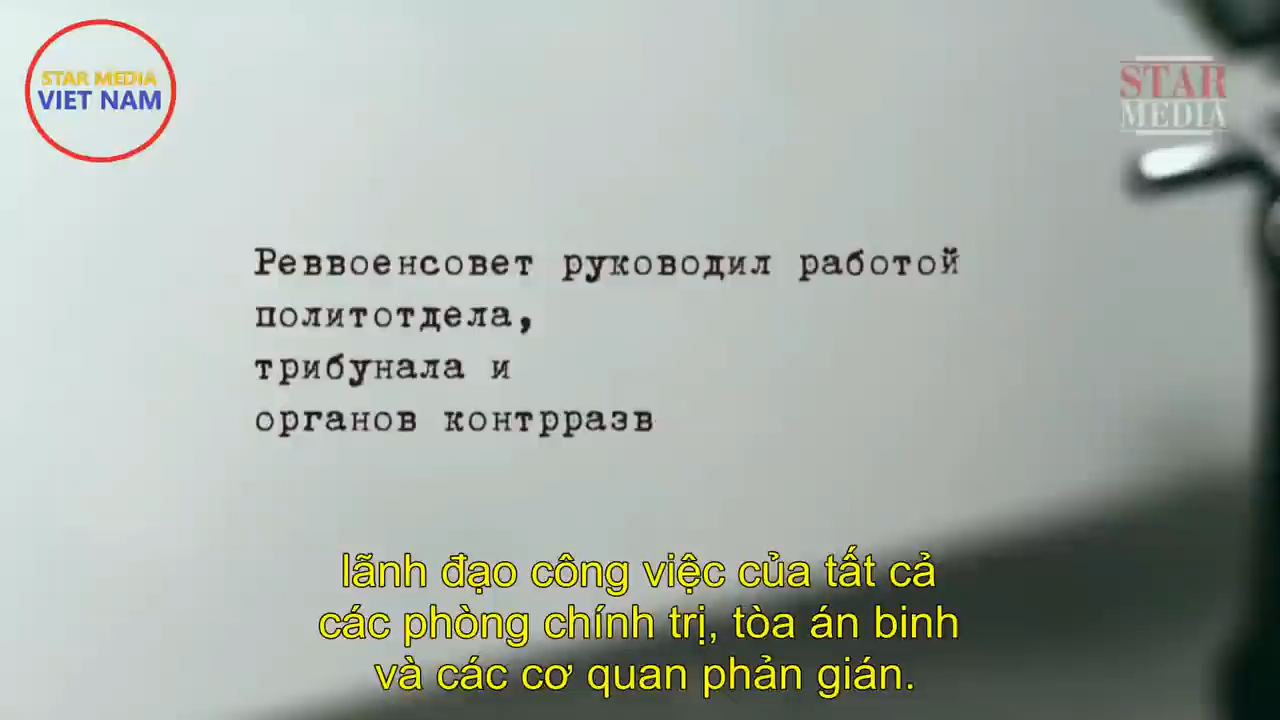 STAR MEDIA
VIET NAM
STAR
MEDIA
Реввоенсовет руководил работой
политотдела,
трибунала и
органов контрразв
lãnh đạo công việc của tất cả
các phòng chính trị, tòa án binh
và các cơ quan phản gián.